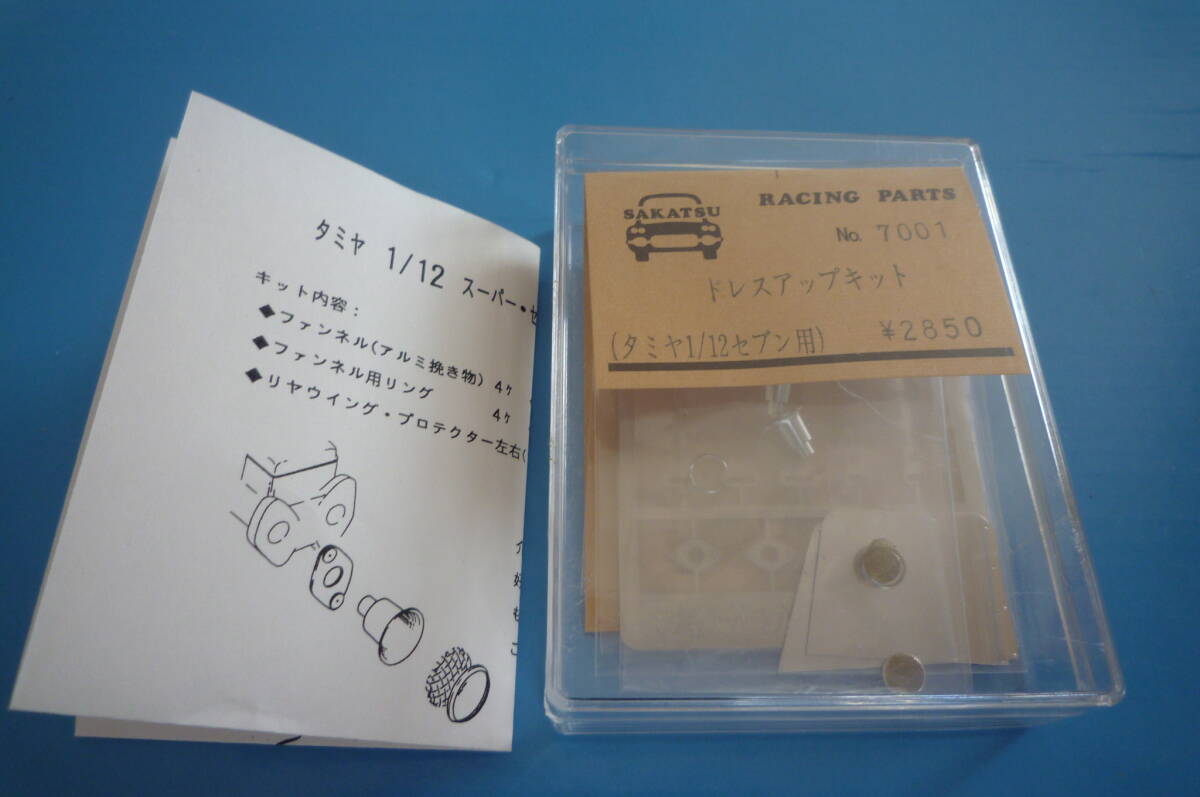 タミヤ 1/12 スーパー・セ
キット内容：
◆ファンネル(アルミ挽き物) 4ヶ
◆ファンネル用リング 4ヶ
◆リヤウイング・プロテクター左右(
SAKATSU
RACING PARTS
No. 7001
ドレスアップキット
(タミヤ1/12セブン用) ¥2850